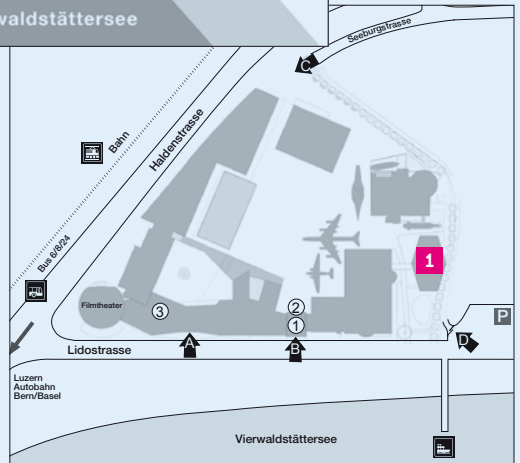 waldstättersee
Seeburgstrasse
C
Haldenstrasse
Bahn
Bus 6/8/24
1
Filmtheater
3
2
1
P
A
B
D
Lidostrasse
Luzern
Autobahn
Bern/Basel
Vierwaldstättersee